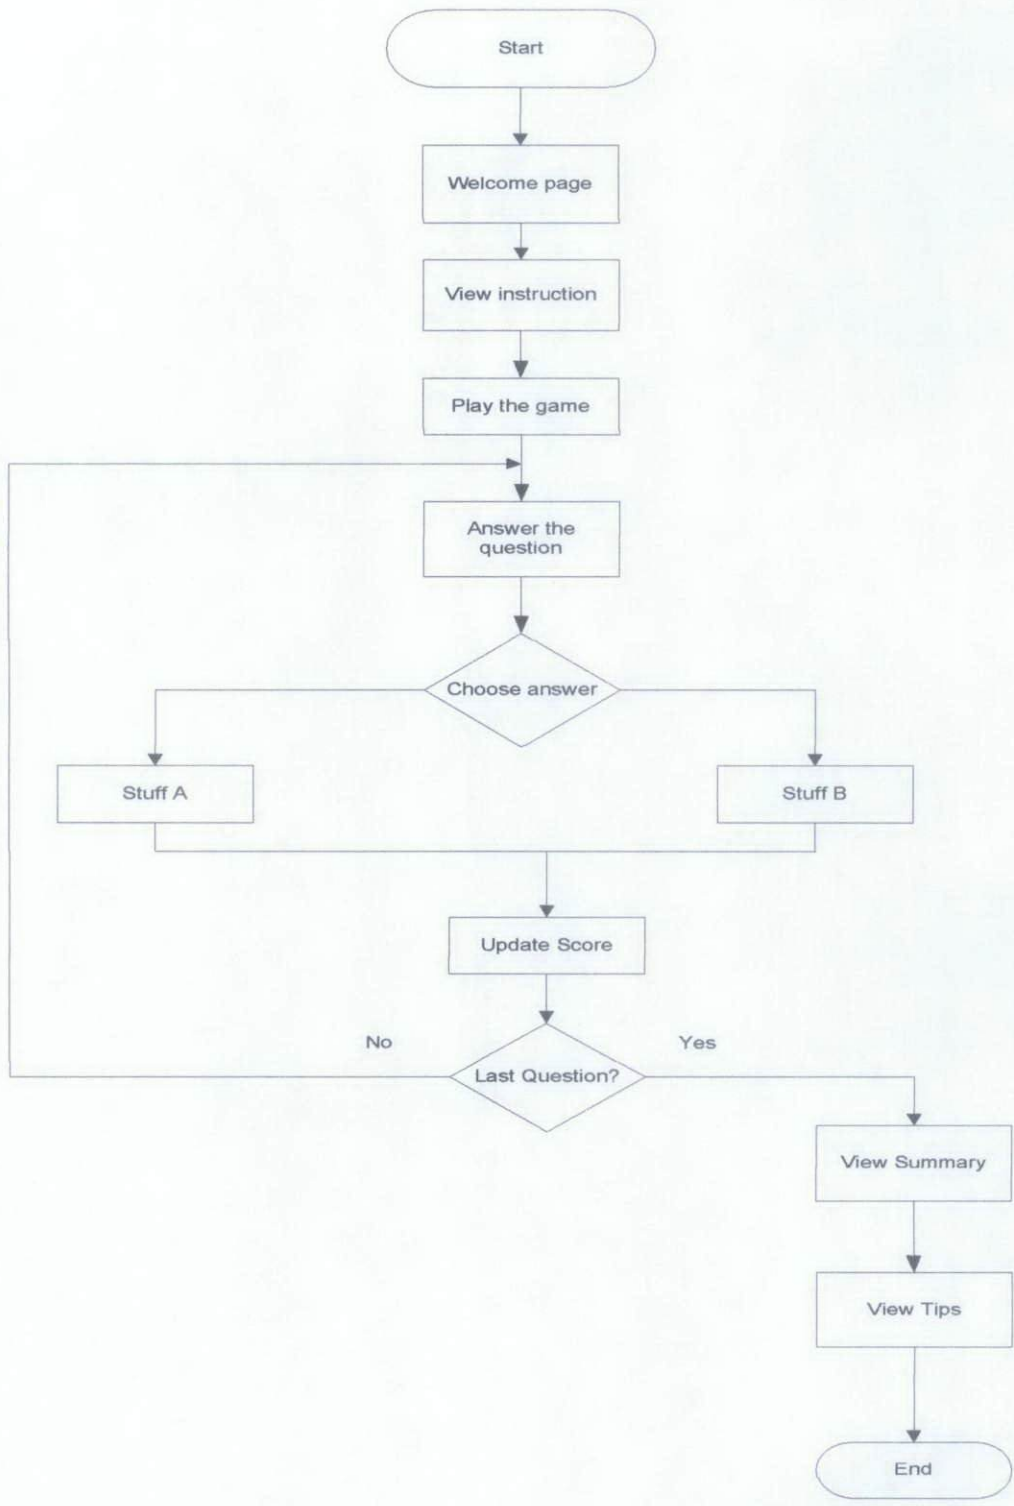 Start
Welcome page
View instruction
Play the game
Answer the
question
Choose answer
Stuff A
Stuff B
Update Score
No
Yes
Last Question?
View Summary
View Tips
End